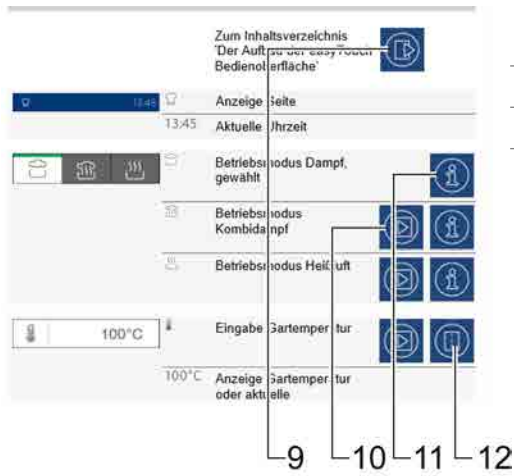 Zum Inhaltsverzeichnis
'Der Aufbau der easyTouch
Bedienoberfläche'
13:45
Anzeige Seite
13:45 Aktuelle Uhrzeit
Betriebsmodus Dampf,
gewählt
Betriebsmodus
Kombidampf
Betriebsmodus Heißluft
100°C
Eingabe Gartemperatur
100°C Anzeige Gartemperatur
oder aktuelle
9 10 11 12